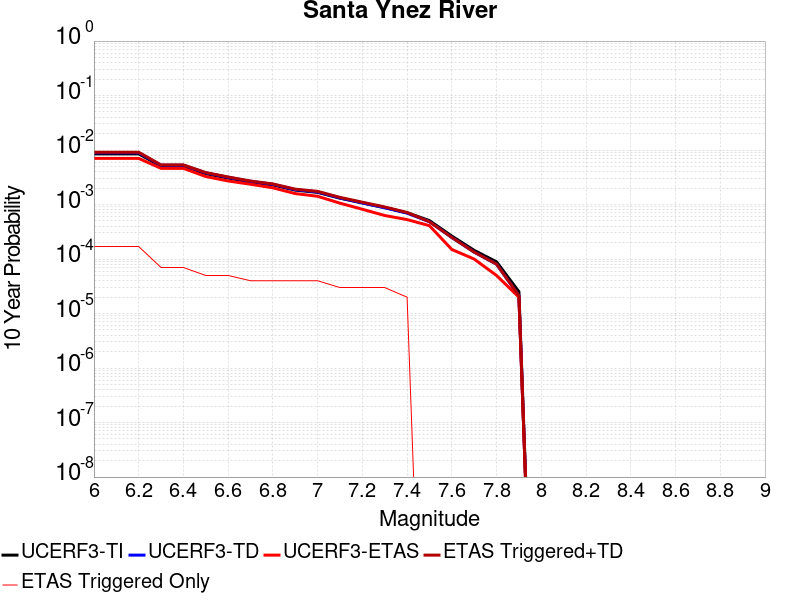 Santa Ynez River
10 Year Probability
10^0
10^-1
10^-2
10^-3
10^-4
10^-5
10^-6
10^-7
10^-8
6 6.2 6.4 6.6 6.8 7 7.2 7.4 7.6 7.8 8 8.2 8.4 8.6 8.8 9
Magnitude
UCERF3-TI UCERF3-TD UCERF3-ETAS ETAS Triggered+TD
ETAS Triggered Only